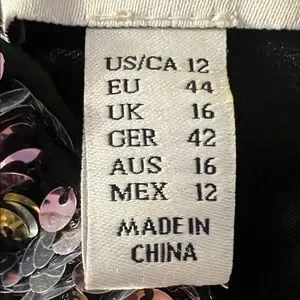 US/CA 12
EU 44
UK 16
GER 42
AUS 16
MEX 12
MADE IN
CHINA